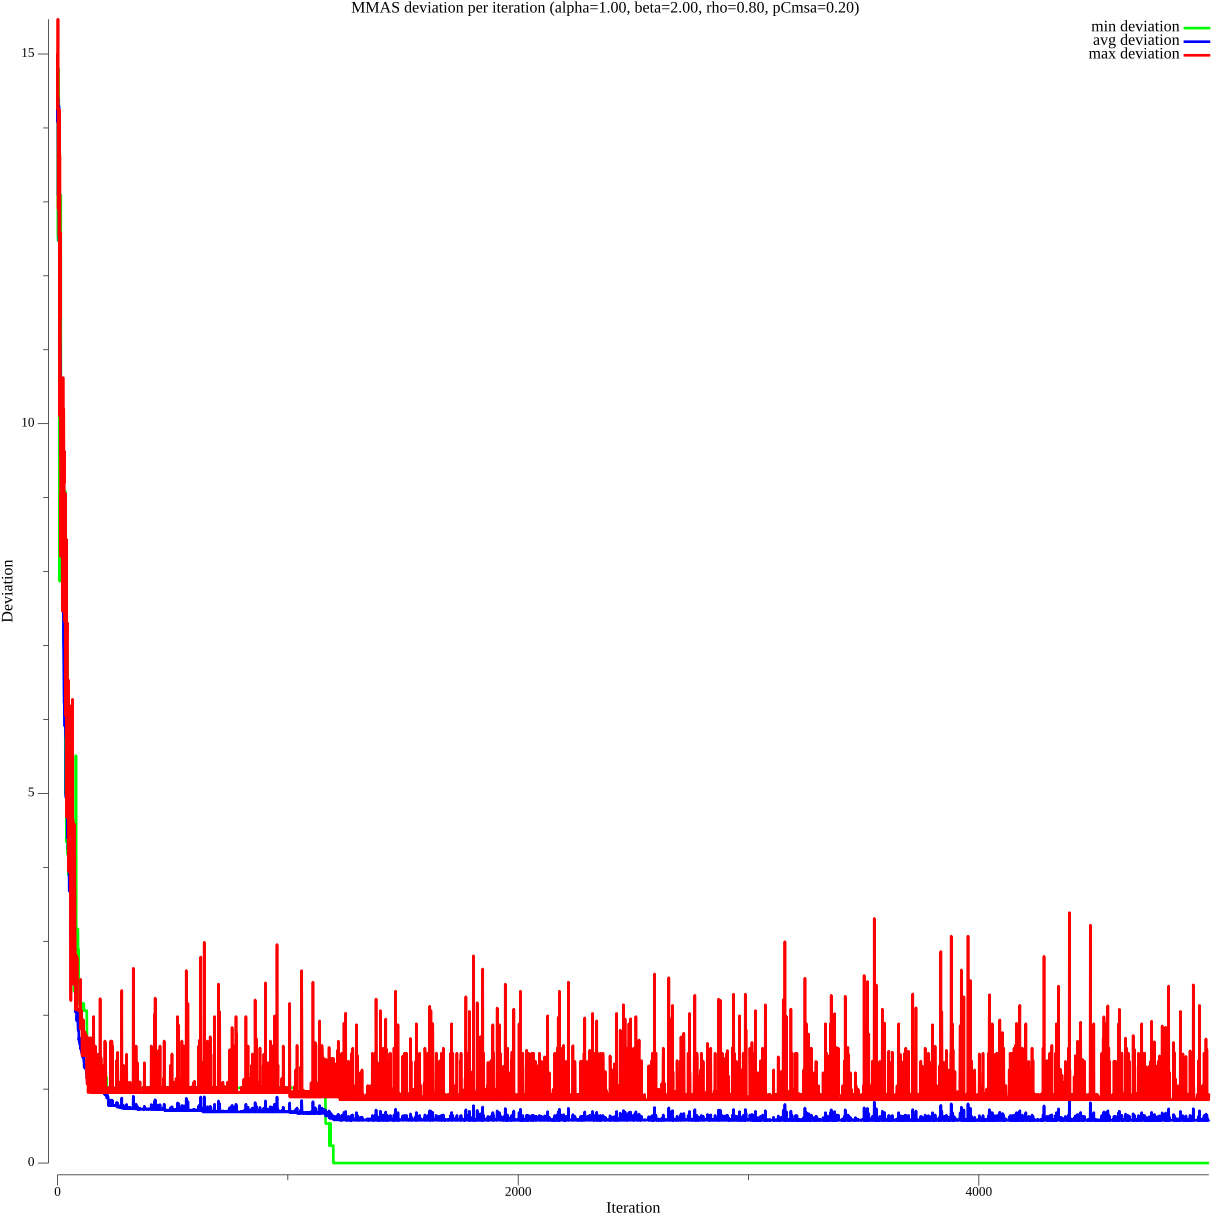 MMAS deviation per iteration (alpha=1.00, beta=2.00, rho=0.80, pCmsa=0.20)
min deviation
avg deviation
max deviation
15
10
5
0
Deviation
0
2000
4000
Iteration